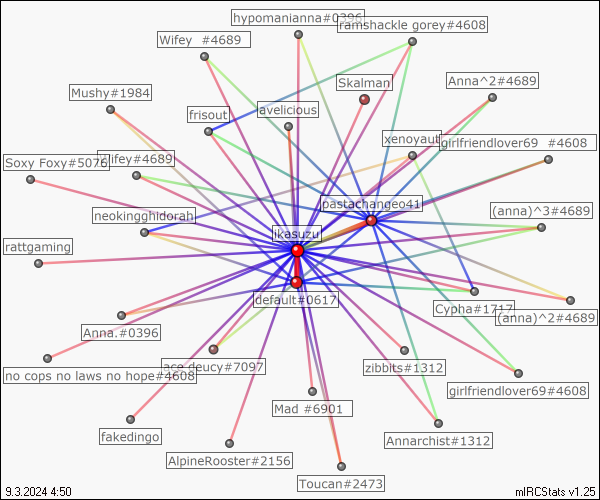 hypomanianna#0396
ramshackle gorey#4608
Wifey  #4689
Skalman
Anna^2#4689
Mushy#1984
frisout
avelicious
xenoyaut
girlfriendlover69  #4608
Soxy Foxy#5076
Wifey#4689
neokingghidorah
pastachangeo41
(anna)^3#4689
ikasuzu
rattgaming
default#0617
Cypha#1717
(anna)^2#4689
Anna.#0396
ace deucy#7097
zibbits#1312
no cops no laws no hope#4608
girlfriendlover69#4608
Mad #6901
fakedingo
Annarchist#1312
AlpineRooster#2156
Toucan#2473
9.3.2024 4:50
mIRCStats v1.25